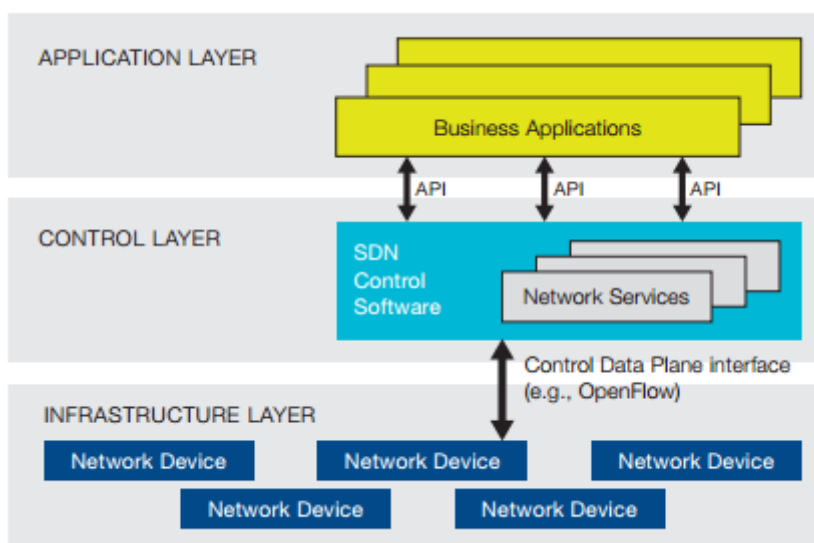 APPLICATION LAYER
Business Applications
API
API
API
CONTROL LAYER
SDN
Control
Software
Network Services
Control Data Plane interface
(e.g., OpenFlow)
INFRASTRUCTURE LAYER
Network Device
Network Device
Network Device
Network Device
Network Device